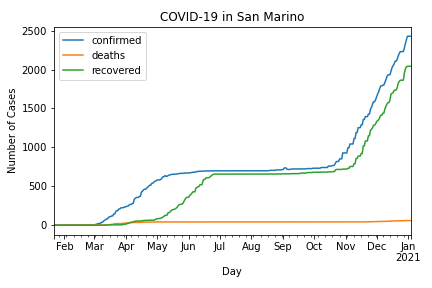 COVID-19 in San Marino
confirmed
deaths
recovered
Number of Cases
2500
2000
1500
1000
500
0
Feb Mar Apr May Jun Jul Aug Sep Oct Nov Dec Jan
2021
Day